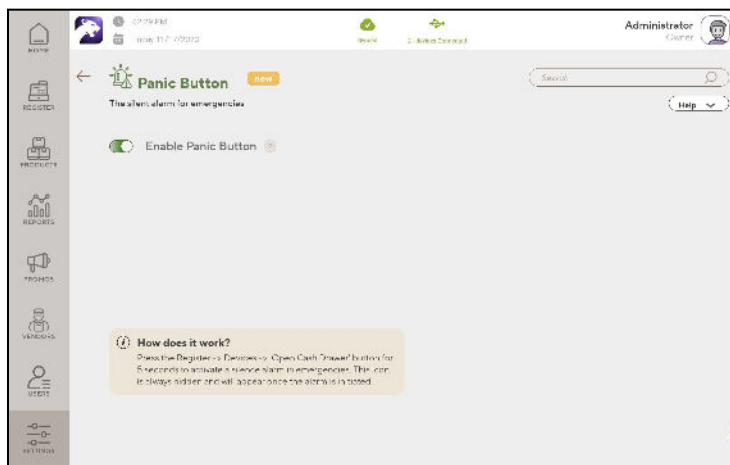 HOME
02:29 PM
Administrator
Owner
Panic Button
new
The silent alarm for emergencies
Search
Help
Enable Panic Button
REGISTER
PRODUCTS
REPORTS
PROMOS
VENDORS
USERS
SETTINGS
How does it work?
Press the Register -> Devices -> 'Open Cash Drawer' button for
5 seconds to activate a silence alarm in emergencies. This icon
is always hidden and will appear once the alarm is initiated.